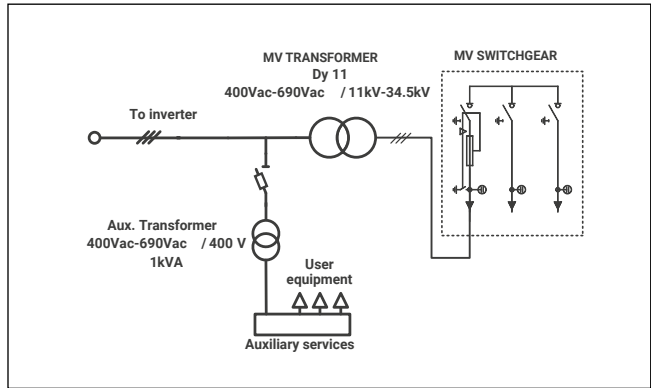 MV TRANSFORMER
Dy 11
400Vac-690Vac / 11kV-34.5kV
MV SWITCHGEAR
To inverter
Aux. Transformer
400Vac-690Vac / 400 V
1kVA
User
equipment
Auxiliary services